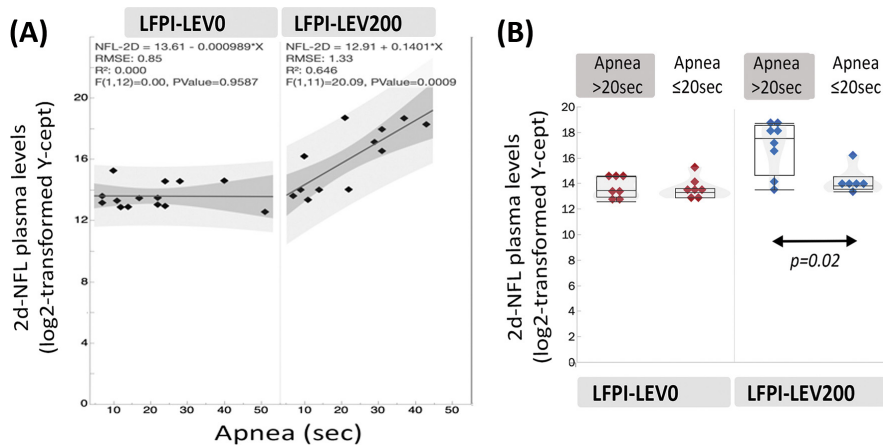 (A)
LFPI-LEV0
LFPI-LEV200
NFL-2D = 13.61 - 0.000989*X
RMSE: 0.85
R²: 0.000
F(1,12)=0.00, PValue=0.9587
NFL-2D = 12.91 + 0.1401*X
RMSE: 1.33
R²: 0.646
F(1,11)=20.09, PValue=0.0009
2d-NFL plasma levels
(log2-transformed Y-cept)
20
16
12
8
4
0
10
20
30
40
50
10
20
30
40
50
Apnea (sec)
(B)
Apnea
>20sec
Apnea
≤20sec
Apnea
>20sec
Apnea
≤20sec
2d-NFL plasma levels
(log2-transformed Y-cept)
20
18
16
14
12
10
8
6
4
2
0
p=0.02
LFPI-LEV0
LFPI-LEV200